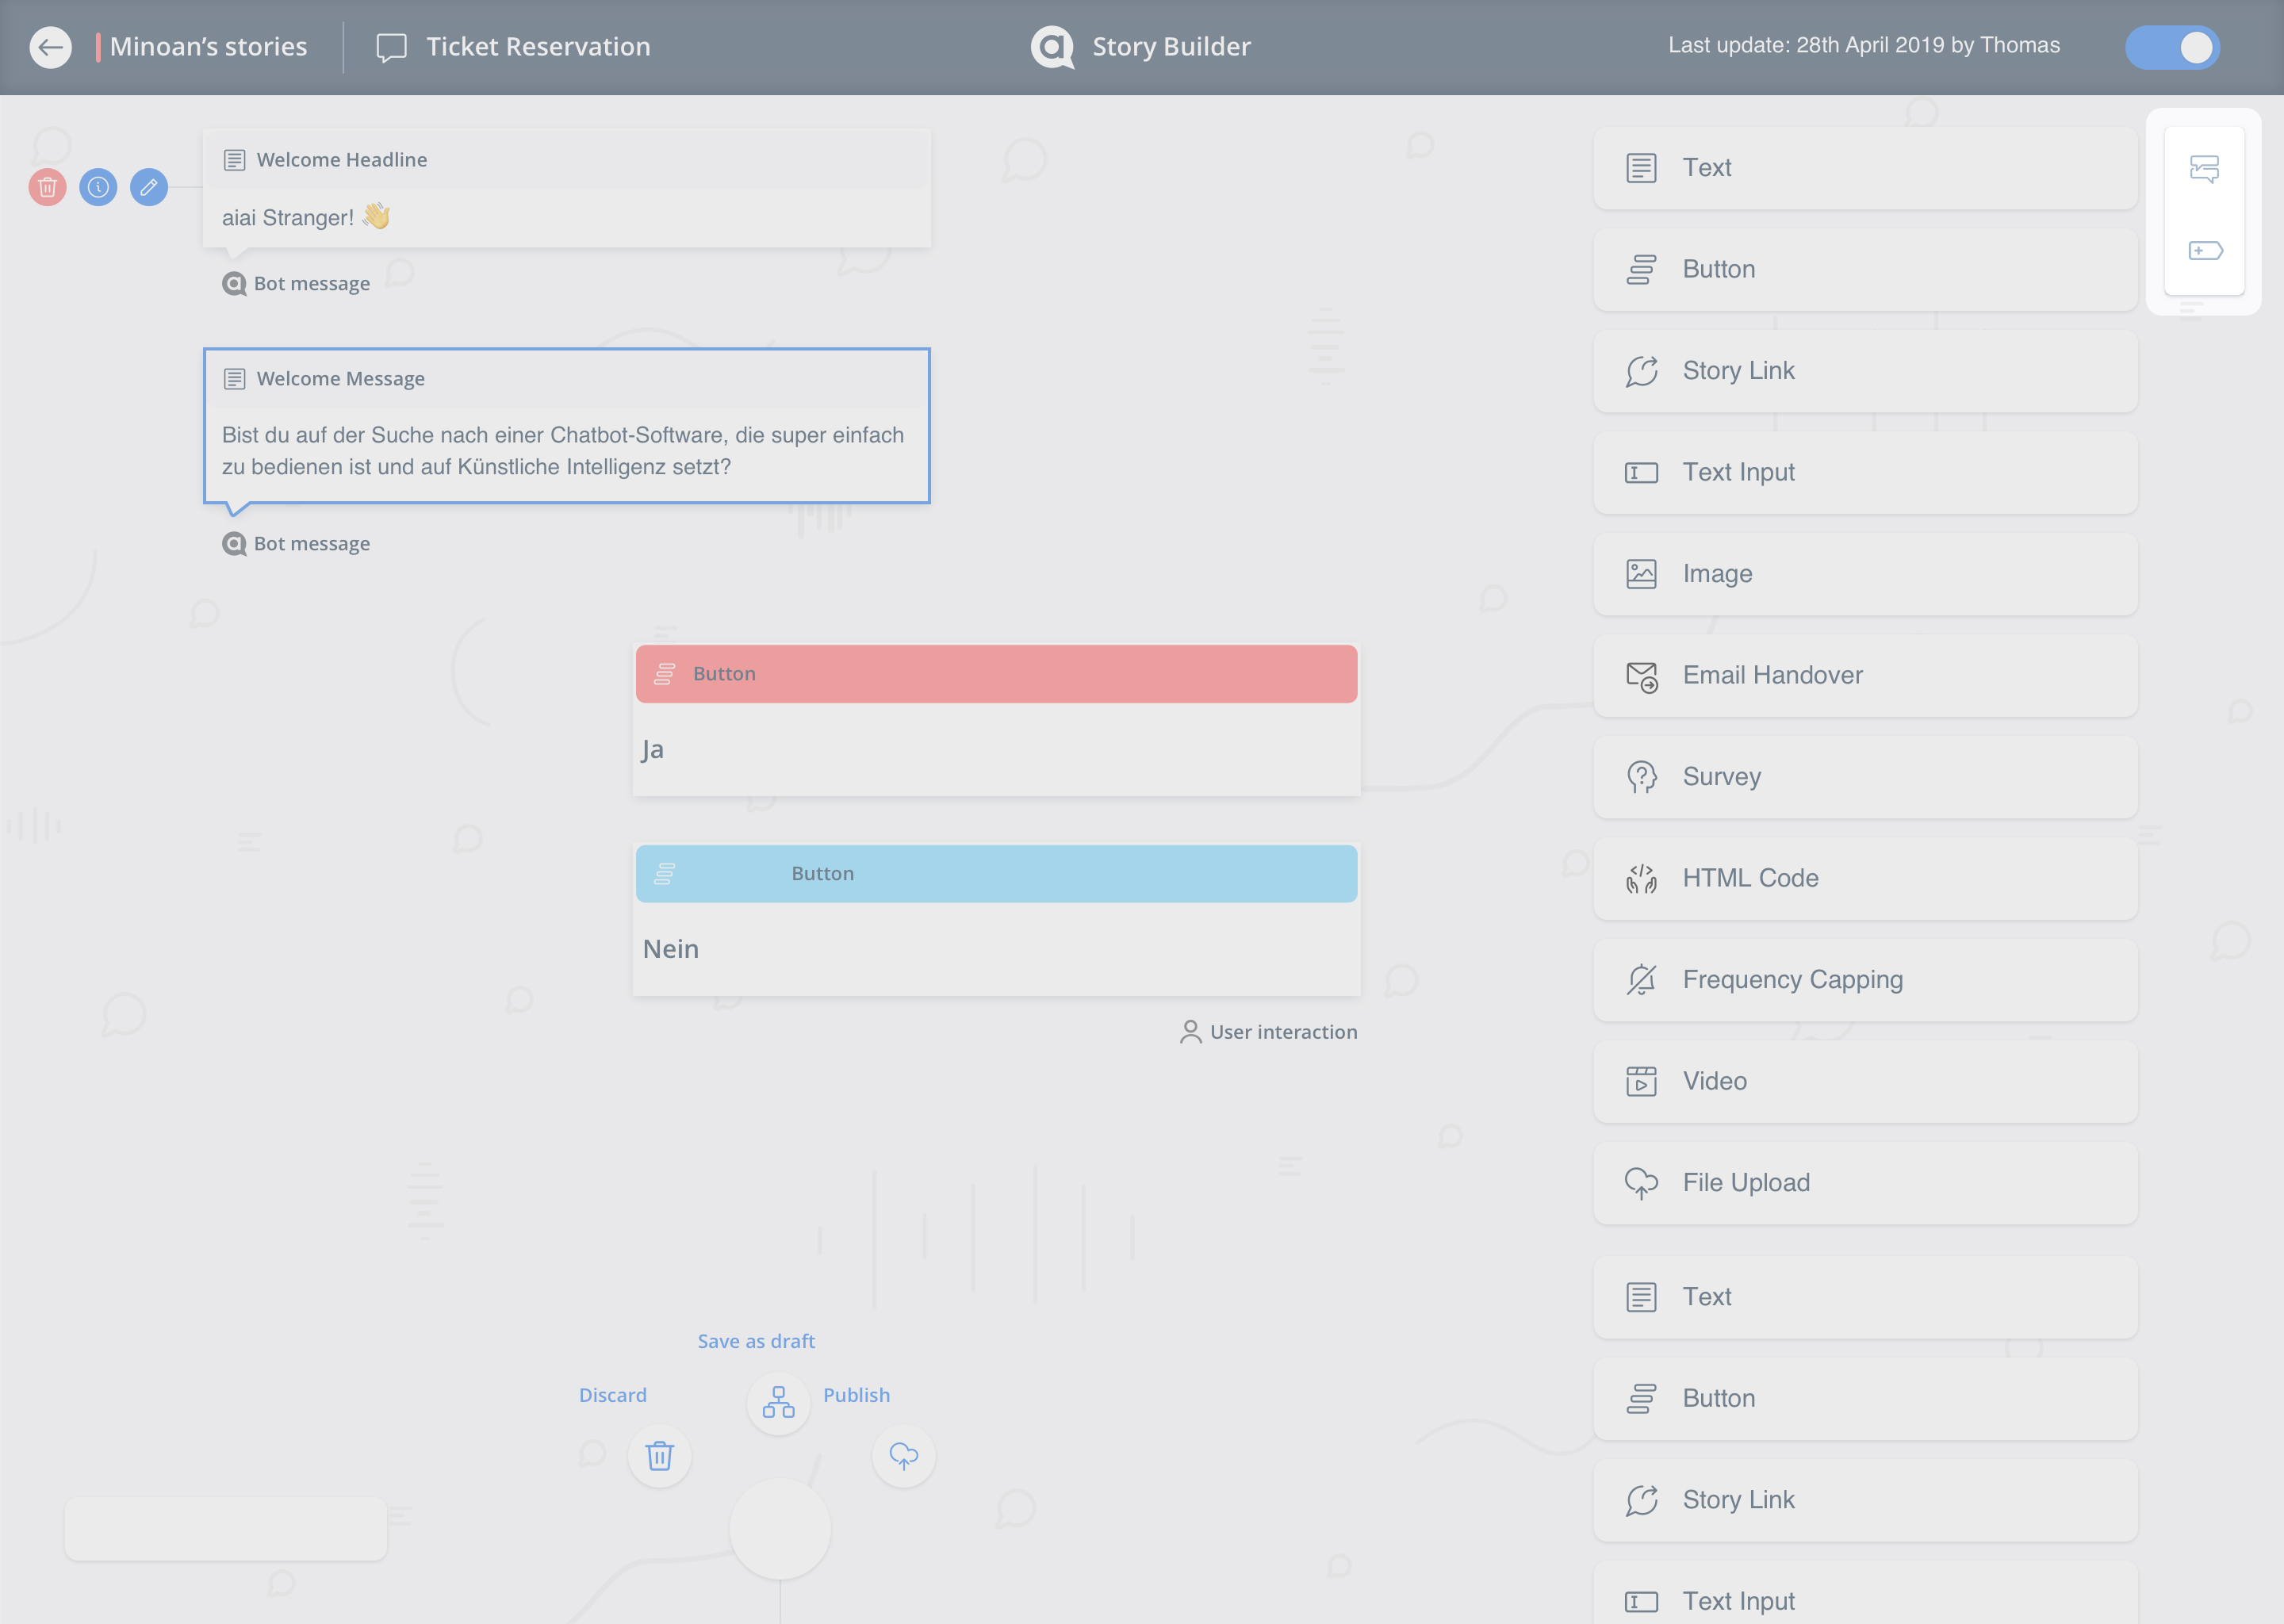 Minoan’s stories
Ticket Reservation
Story Builder
Last update: 28th April 2019 by Thomas
Welcome Headline
aiai Stranger! 👋
Bot message
Welcome Message
Bist du auf der Suche nach einer Chatbot-Software, die super einfach
zu bedienen ist und auf Künstliche Intelligenz setzt?
Bot message
Button
Ja
Button
Nein
User interaction
Save as draft
Discard
Publish
Text
Button
Story Link
Text Input
Image
Email Handover
Survey
HTML Code
Frequency Capping
Video
File Upload
Text
Button
Story Link
Text Input